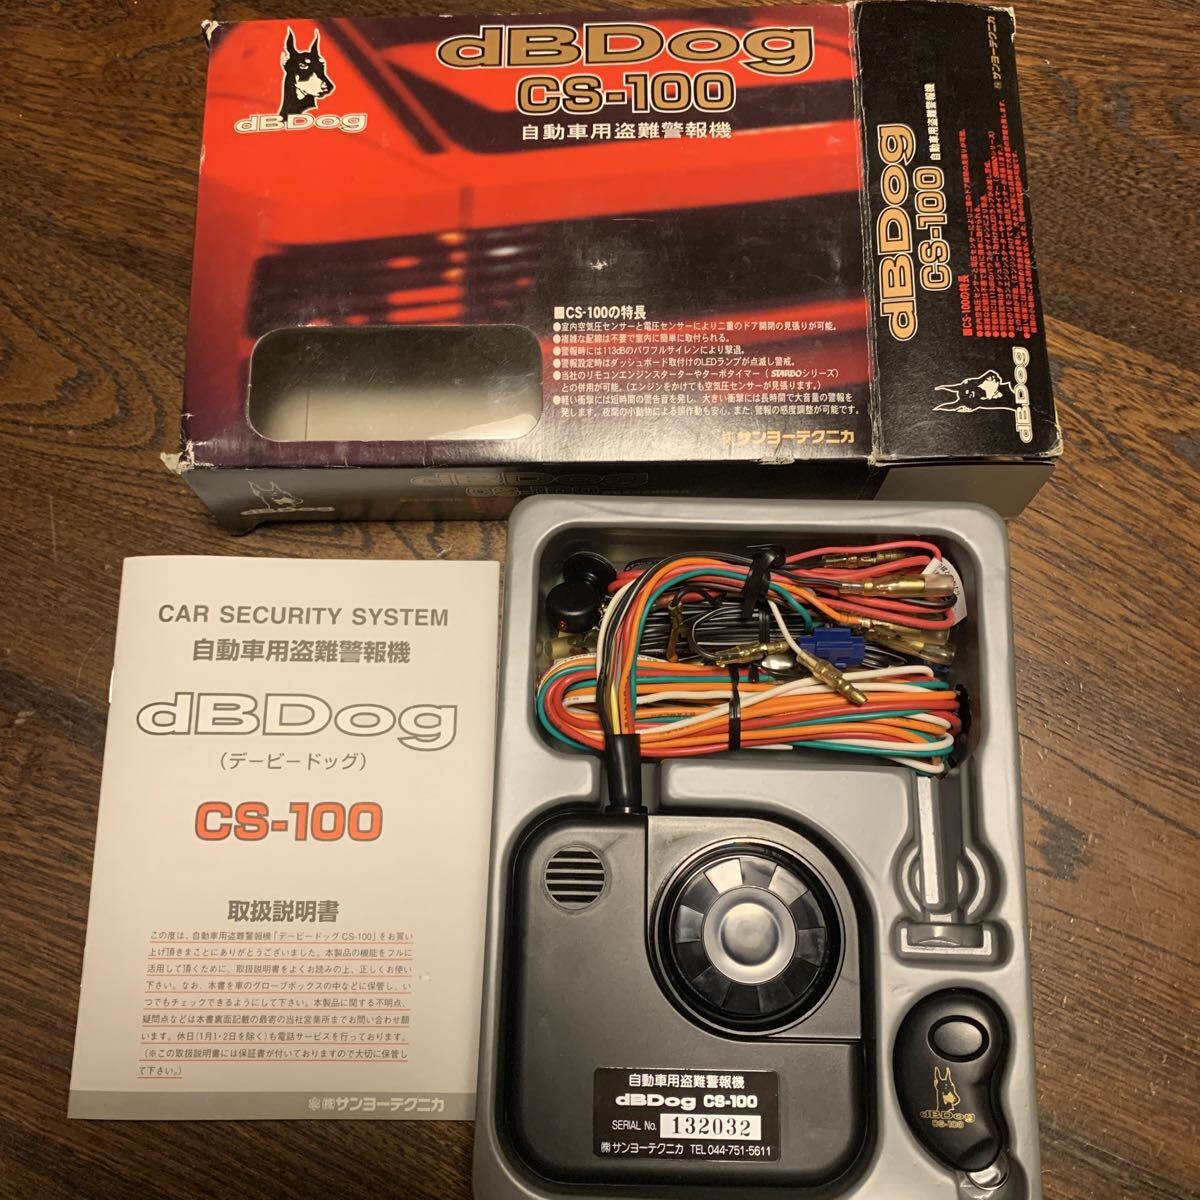 dBDog
CS-100
自動車用盗難警報機
dBDog
■CS-100の特長
●室内空気圧センサーと電圧センサーにより二重のドア開閉の見張りが可能。
●複雑な配線は不要で室内に簡単に取付られる。
●警報時には113dBのパワフルサイレンにより撃退。
●警報設定時はダッシュボード取付けのLEDランプが点滅し警戒。
●当社のリモコンエンジンスターターやターボタイマー(STARBOシリーズ)
との併用が可能。(エンジンをかけても空気圧センサーが見張ります。)
●軽い衝撃には短時間の警告音を発し、大きい衝撃には長時間で大音量の警報を
発します。夜間の小動物による誤作動も安心。また、警報の感度調整が可能です。
㈱サンヨーテクニカ
dBDog
CS-100
自動車用盗難警報機
㈱サンヨーテクニカ
■CS-100の特長
dBDog
dBDog
CS-100
CAR SECURITY SYSTEM
自動車用盗難警報機
dBDog
(デービードッグ)
CS-100
取扱説明書
この度は、自動車用盗難警報機「デービードッグ CS-100」をお買い
上げ頂きまことにありがとうございました。本製品の機能をフルに
活用して頂くために、取扱説明書をよくお読みの上、正しくお使い
下さい。なお、本書を車のグローブボックスの中などに保管し、い
つでもチェックできるようにして下さい。本製品に関する不明点、
疑問点などは本書裏面記載の最寄の当社営業所までお問い合わせ願
います。休日(1月1・2日を除く)も電話サービスを行っております。
(※この取扱説明書には保証書が付いておりますので大切に保管し
て下さい。)
㈱サンヨーテクニカ
自動車用盗難警報機
dBDog CS-100
SERIAL No. 132032
㈱サンヨーテクニカ TEL 044-751-5611
dBDog
CS-100